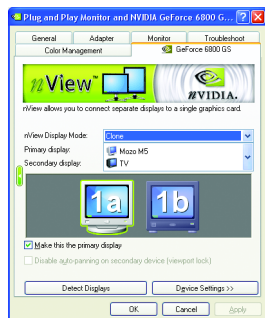 Plug and Play Monitor and NVIDIA GeForce 6800 G...
General Adapter Monitor Troubleshoot
Color Management GeForce 6800 GS
nView
NVIDIA.
nView allows you to connect separate displays to a single graphics card.
nView Display Mode: Clone
Primary display: Mozo M5
Secondary display: TV
1a 1b
Make this the primary display
Disable auto-panning on secondary device (viewport lock)
Detect Displays Device Settings >>
OK Cancel Apply